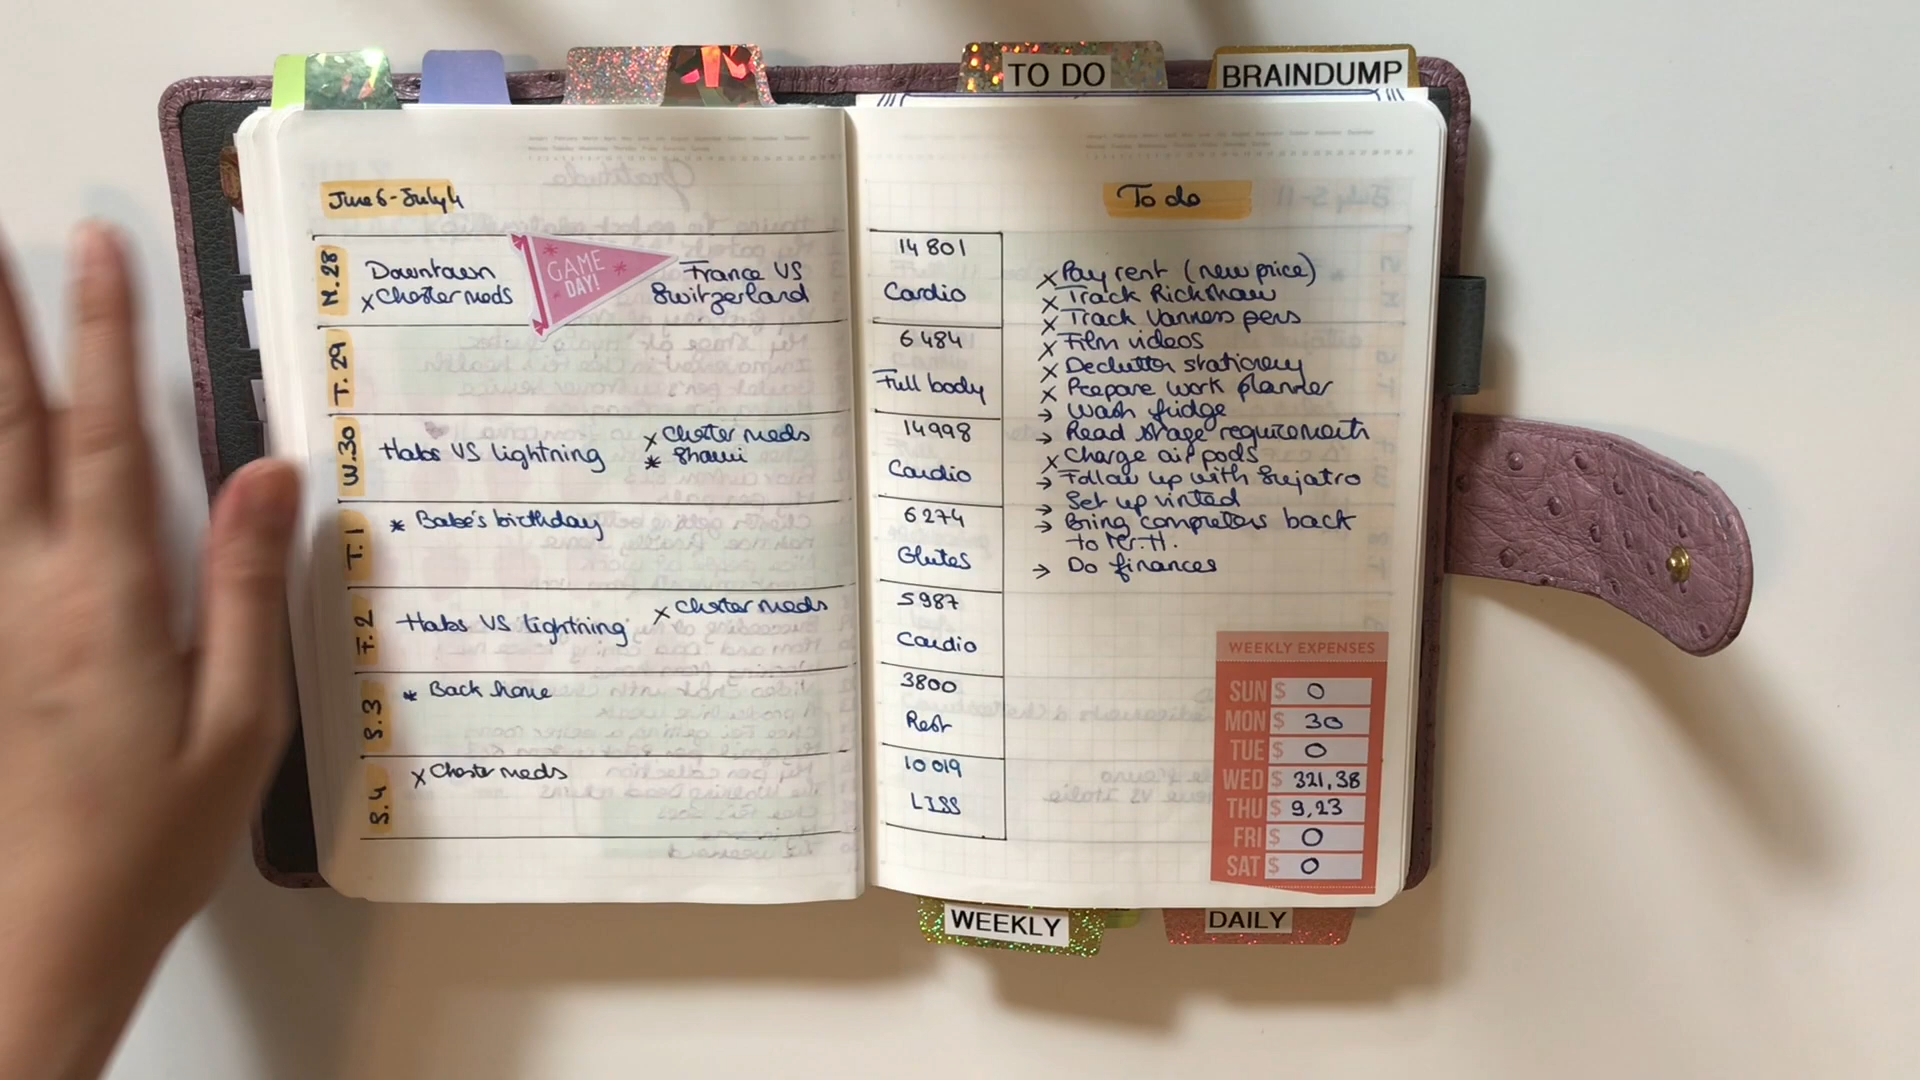 TO DO
BRAINDUMP
June 6 - July 4
M.28
Downtown
x Chester meds
GAME
DAY!
France VS
Switzerland
T.29
W.30
Habs VS lightning
x Chester meds
* Shawi
T.1
* Babe's birthday
F.2
Habs VS lightning
x Chester meds
S.3
* Back home
S.4
x Chester meds
To do
14 801
Cardio
6 484
Full body
14 998
Cardio
6 274
Glutes
5 987
Cardio
3800
Rest
10 019
LISS
x Pay rent (new price)
x Track Rickshaw
x Track Vanness pens
x Film videos
x Declutter stationery
x Prepare work planner
→ Wash fridge
→ Read stage requirements
x Charge air pods
→ Follow up with Sujatro
→ Set up vinted
→ Bring computers back
to Mr. H.
→ Do finances
WEEKLY EXPENSES
SUN $ 0
MON $ 30
TUE $ 0
WED $ 321,38
THU $ 9,23
FRI $ 0
SAT $ 0
WEEKLY
DAILY